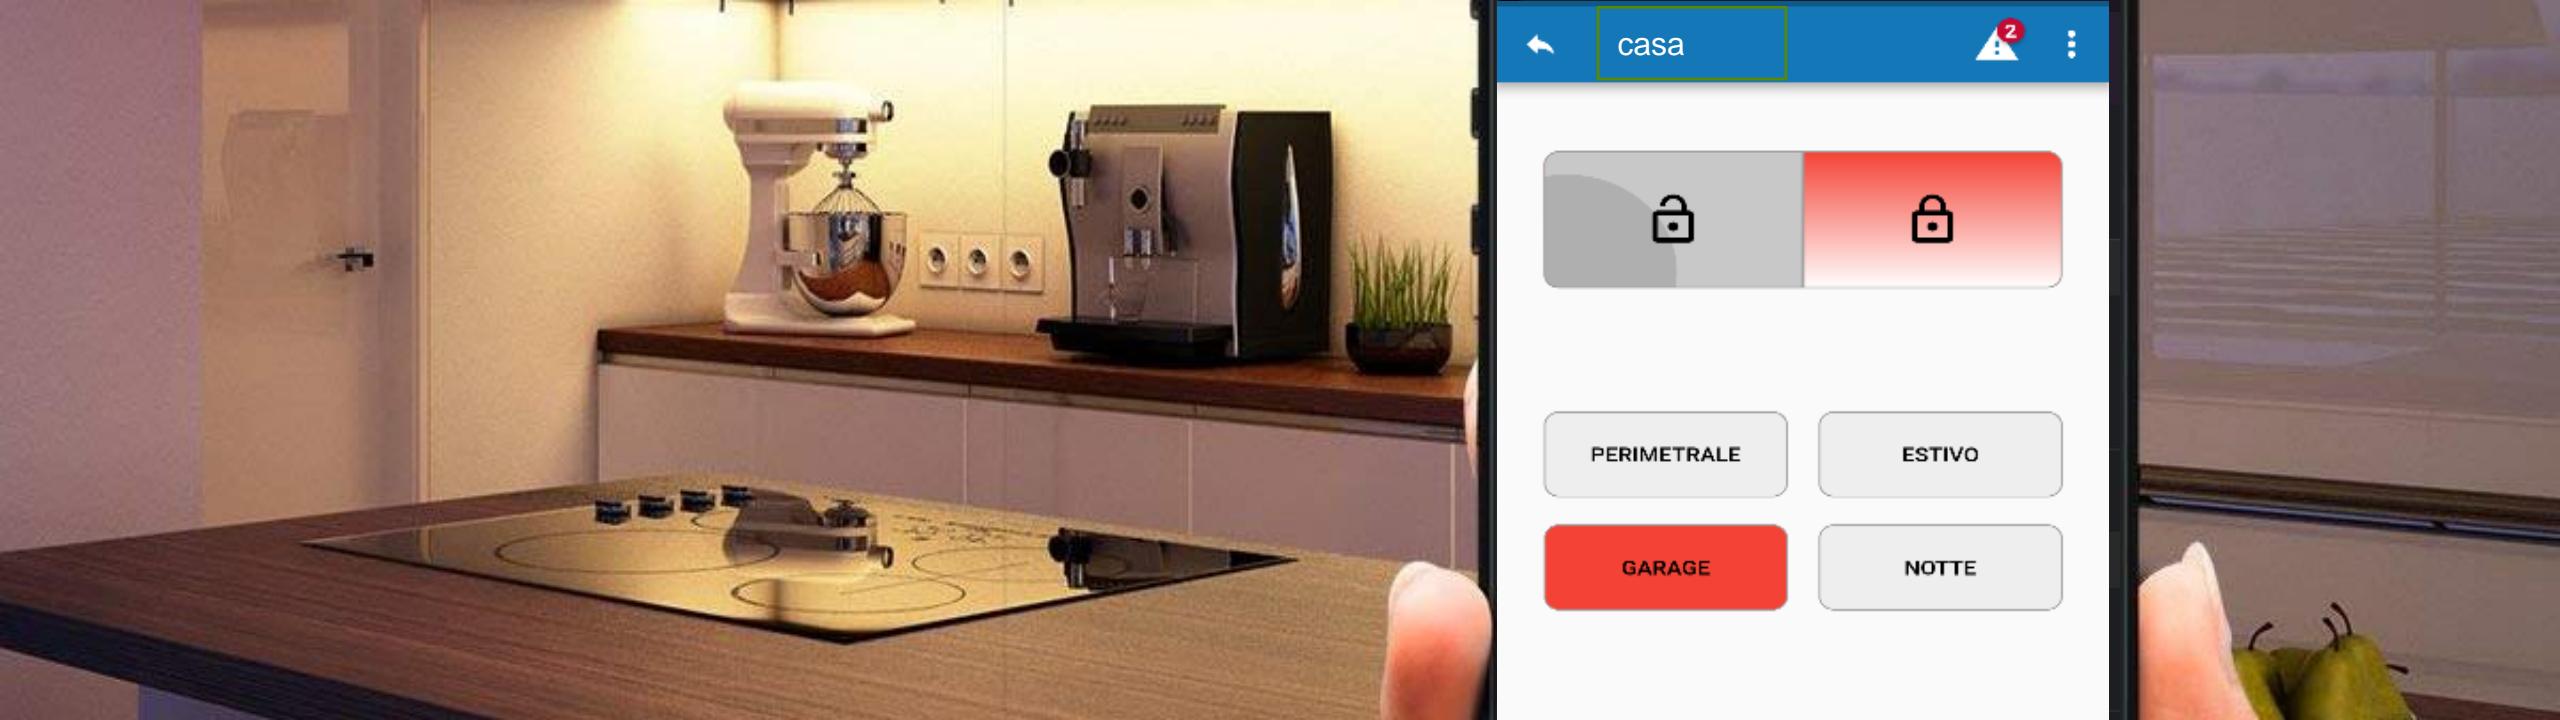 casa
2
PERIMETRALE
ESTIVO
GARAGE
NOTTE